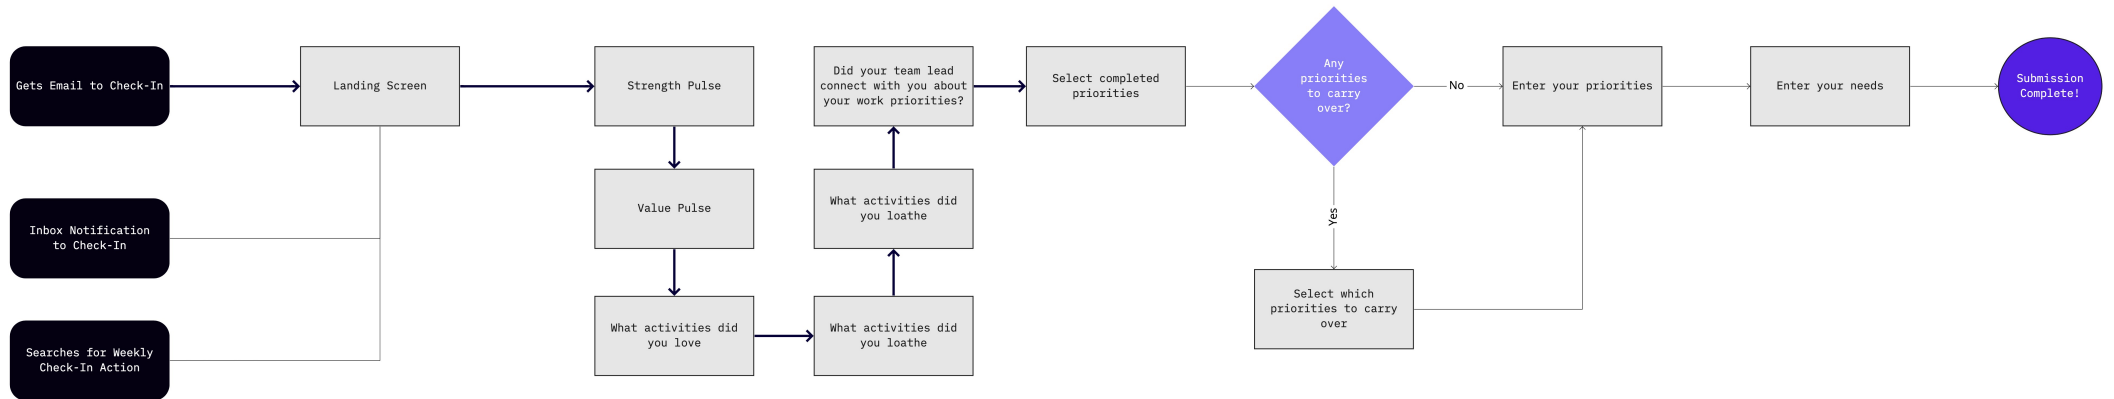 Gets Email to Check-In
Landing Screen
Strength Pulse
Did your team lead
connect with you about
your work priorities?
Select completed
priorities
Any
priorities
to carry
over?
No
Enter your priorities
Enter your needs
Submission
Complete!
Inbox Notification
to Check-In
Value Pulse
What activities did
you loathe
Yes
Searches for Weekly
Check-In Action
What activities did
you love
What activities did
you loathe
Select which
priorities to carry
over